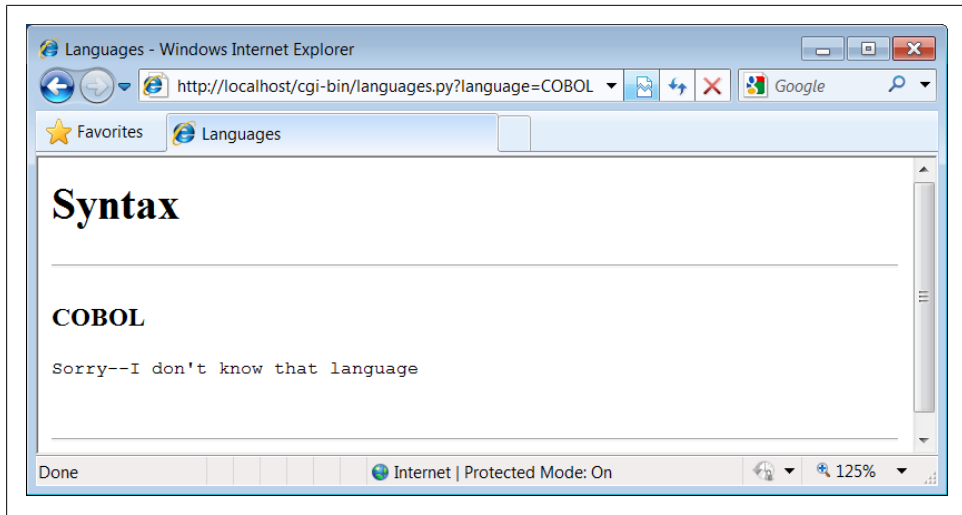 Languages - Windows Internet Explorer
http://localhost/cgi-bin/languages.py?language=COBOL
Google
Favorites
Languages
Syntax
COBOL
Sorry--I don't know that language
Done
Internet | Protected Mode: On
125%